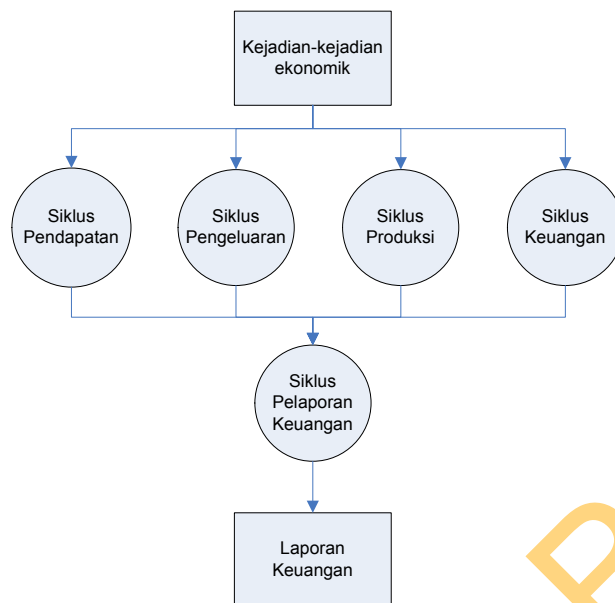 Kejadian-kejadian
ekonomik
Siklus
Pendapatan
Siklus
Pengeluaran
Siklus
Produksi
Siklus
Keuangan
Siklus
Pelaporan
Keuangan
Laporan
Keuangan